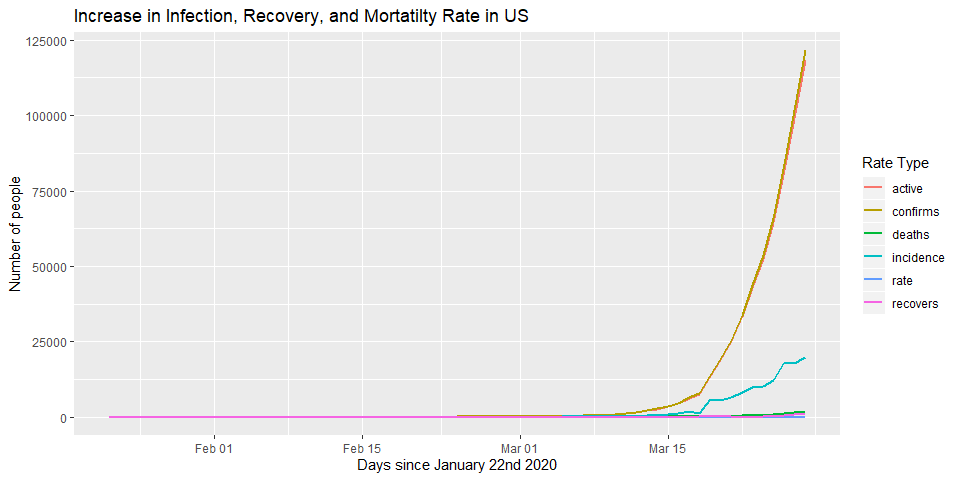 Increase in Infection, Recovery, and Mortatilty Rate in US
Number of people
125000
100000
75000
50000
25000
0
Feb 01
Feb 15
Mar 01
Mar 15
Days since January 22nd 2020
Rate Type
active
confirms
deaths
incidence
rate
recovers